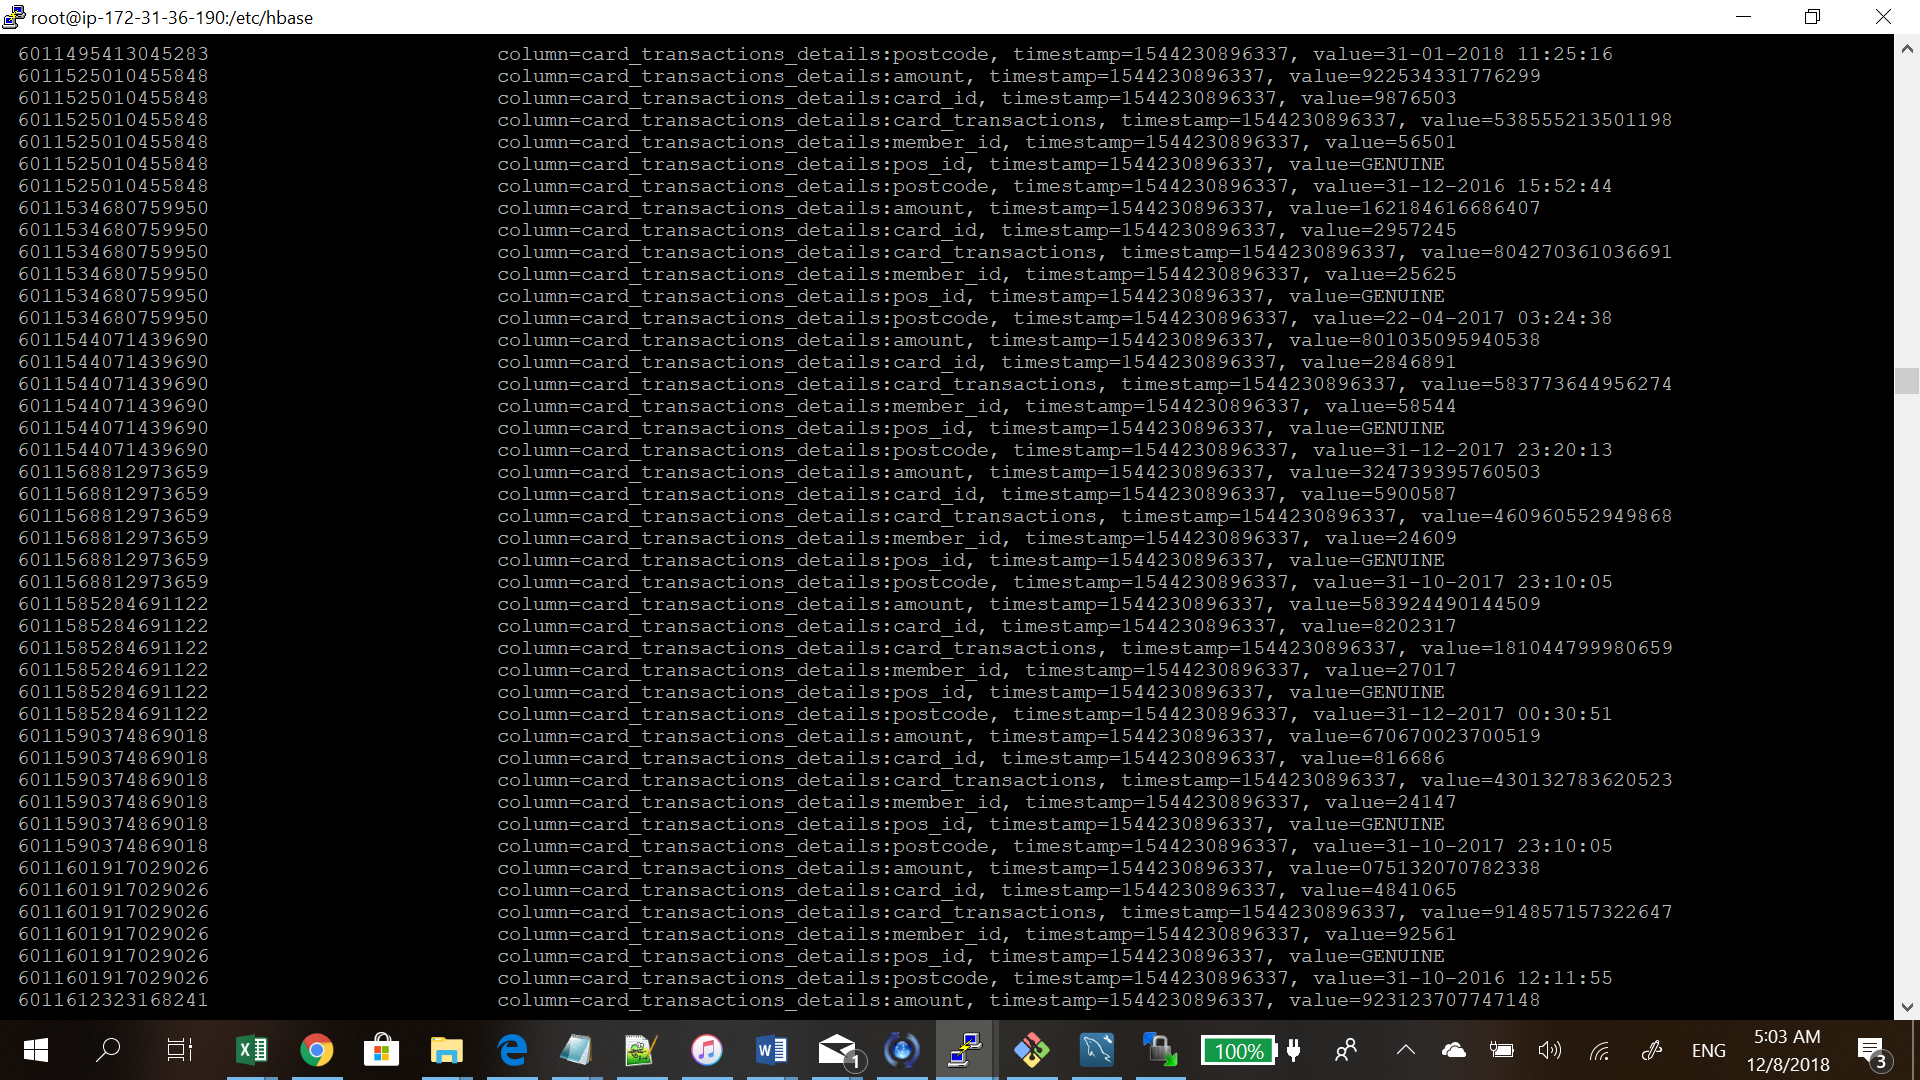 root@ip-172-31-36-190:/etc/hbase
6011495413045283 column=card_transactions_details:postcode, timestamp=1544230896337, value=31-01-2018 11:25:16
6011525010455848 column=card_transactions_details:amount, timestamp=1544230896337, value=922534331776299
6011525010455848 column=card_transactions_details:card_id, timestamp=1544230896337, value=9876503
6011525010455848 column=card_transactions_details:card_transactions, timestamp=1544230896337, value=538555213501198
6011525010455848 column=card_transactions_details:member_id, timestamp=1544230896337, value=56501
6011525010455848 column=card_transactions_details:pos_id, timestamp=1544230896337, value=GENUINE
6011525010455848 column=card_transactions_details:postcode, timestamp=1544230896337, value=31-12-2016 15:52:44
6011534680759950 column=card_transactions_details:amount, timestamp=1544230896337, value=162184616686407
6011534680759950 column=card_transactions_details:card_id, timestamp=1544230896337, value=2957245
6011534680759950 column=card_transactions_details:card_transactions, timestamp=1544230896337, value=804270361036691
6011534680759950 column=card_transactions_details:member_id, timestamp=1544230896337, value=25625
6011534680759950 column=card_transactions_details:pos_id, timestamp=1544230896337, value=GENUINE
6011534680759950 column=card_transactions_details:postcode, timestamp=1544230896337, value=22-04-2017 03:24:38
6011544071439690 column=card_transactions_details:amount, timestamp=1544230896337, value=801035095940538
6011544071439690 column=card_transactions_details:card_id, timestamp=1544230896337, value=2846891
6011544071439690 column=card_transactions_details:card_transactions, timestamp=1544230896337, value=583773644956274
6011544071439690 column=card_transactions_details:member_id, timestamp=1544230896337, value=58544
6011544071439690 column=card_transactions_details:pos_id, timestamp=1544230896337, value=GENUINE
6011544071439690 column=card_transactions_details:postcode, timestamp=1544230896337, value=31-12-2017 23:20:13
6011568812973659 column=card_transactions_details:amount, timestamp=1544230896337, value=324739395760503
6011568812973659 column=card_transactions_details:card_id, timestamp=1544230896337, value=5900587
6011568812973659 column=card_transactions_details:card_transactions, timestamp=1544230896337, value=460960552949868
6011568812973659 column=card_transactions_details:member_id, timestamp=1544230896337, value=24609
6011568812973659 column=card_transactions_details:pos_id, timestamp=1544230896337, value=GENUINE
6011568812973659 column=card_transactions_details:postcode, timestamp=1544230896337, value=31-10-2017 23:10:05
6011585284691122 column=card_transactions_details:amount, timestamp=1544230896337, value=583924490144509
6011585284691122 column=card_transactions_details:card_id, timestamp=1544230896337, value=8202317
6011585284691122 column=card_transactions_details:card_transactions, timestamp=1544230896337, value=181044799980659
6011585284691122 column=card_transactions_details:member_id, timestamp=1544230896337, value=27017
6011585284691122 column=card_transactions_details:pos_id, timestamp=1544230896337, value=GENUINE
6011585284691122 column=card_transactions_details:postcode, timestamp=1544230896337, value=31-12-2017 00:30:51
6011590374869018 column=card_transactions_details:amount, timestamp=1544230896337, value=670670023700519
6011590374869018 column=card_transactions_details:card_id, timestamp=1544230896337, value=816686
6011590374869018 column=card_transactions_details:card_transactions, timestamp=1544230896337, value=430132783620523
6011590374869018 column=card_transactions_details:member_id, timestamp=1544230896337, value=24147
6011590374869018 column=card_transactions_details:pos_id, timestamp=1544230896337, value=GENUINE
6011590374869018 column=card_transactions_details:postcode, timestamp=1544230896337, value=31-10-2017 23:10:05
6011601917029026 column=card_transactions_details:amount, timestamp=1544230896337, value=075132070782338
6011601917029026 column=card_transactions_details:card_id, timestamp=1544230896337, value=4841065
6011601917029026 column=card_transactions_details:card_transactions, timestamp=1544230896337, value=914857157322647
6011601917029026 column=card_transactions_details:member_id, timestamp=1544230896337, value=92561
6011601917029026 column=card_transactions_details:pos_id, timestamp=1544230896337, value=GENUINE
6011601917029026 column=card_transactions_details:postcode, timestamp=1544230896337, value=31-10-2016 12:11:55
6011612323168241 column=card_transactions_details:amount, timestamp=1544230896337, value=923123707747148
1
100%
ENG
5:03 AM
12/8/2018
3